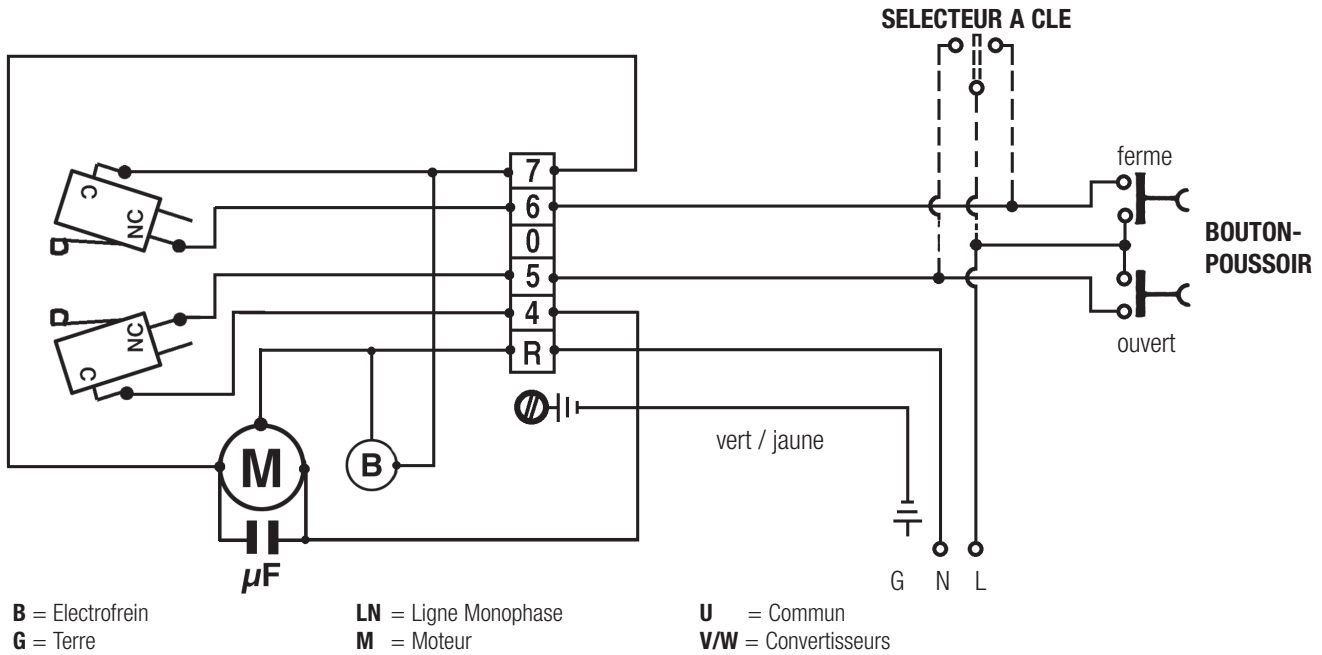 SELECTEUR A CLE
ferme
BOUTON-
POUSSOIR
ouvert
C
NC
7
6
0
5
4
R
NC
C
vert / jaune
M
B
µF
G N L
B = Electrofrein
G = Terre
LN = Ligne Monophase
M = Moteur
U = Commun
V/W = Convertisseurs